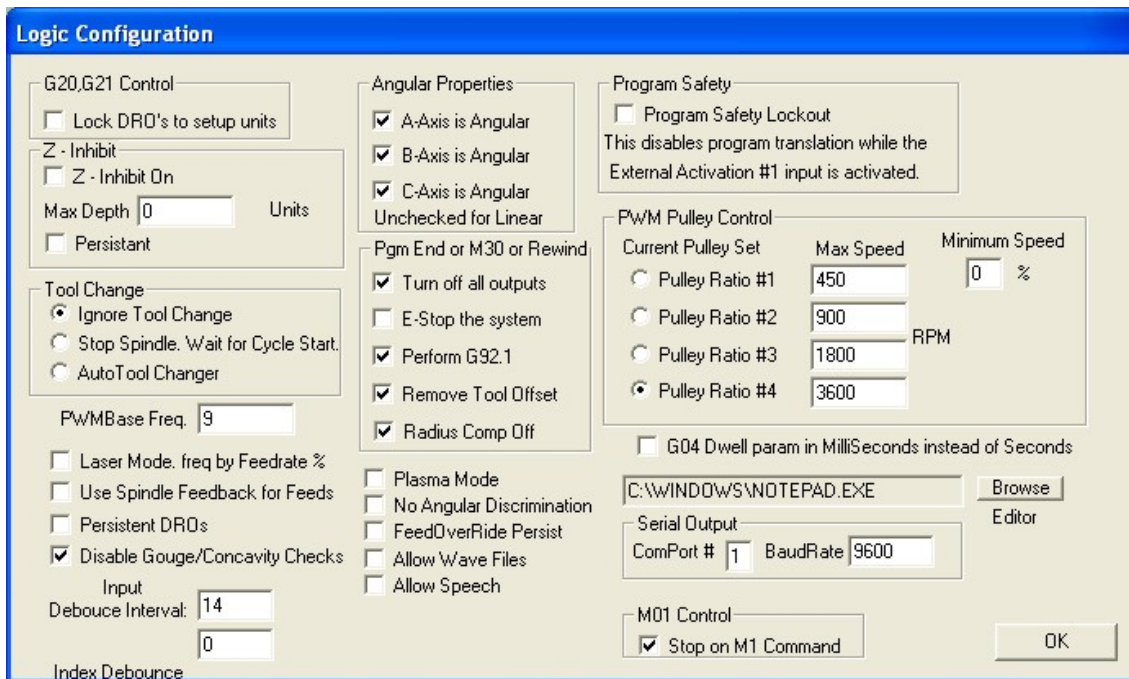 Logic Configuration
G20,G21 Control
Lock DRO's to setup units
Z - Inhibit
Z - Inhibit On
Max Depth 0 Units
Persistant
Tool Change
Ignore Tool Change
Stop Spindle. Wait for Cycle Start.
AutoTool Changer
PWMBase Freq. 9
Laser Mode. freq by Feedrate %
Use Spindle Feedback for Feeds
Persistent DROs
Disable Gouge/Concavity Checks
Input
Debouce Interval: 14
0
Index Debounce
Angular Properties
A-Axis is Angular
B-Axis is Angular
C-Axis is Angular
Unchecked for Linear
Pgm End or M30 or Rewind
Turn off all outputs
E-Stop the system
Perform G92.1
Remove Tool Offset
Radius Comp Off
Plasma Mode
No Angular Discrimination
FeedOverRide Persist
Allow Wave Files
Allow Speech
Program Safety
Program Safety Lockout
This disables program translation while the
External Activation #1 input is activated.
PWM Pulley Control
Current Pulley Set Max Speed Minimum Speed
Pulley Ratio #1 450 0 %
Pulley Ratio #2 900
RPM
Pulley Ratio #3 1800
Pulley Ratio #4 3600
G04 Dwell param in MilliSeconds instead of Seconds
C:\WINDOWS\NOTEPAD.EXE Browse
Editor
Serial Output
ComPort # 1 BaudRate 9600
M01 Control
Stop on M1 Command
OK